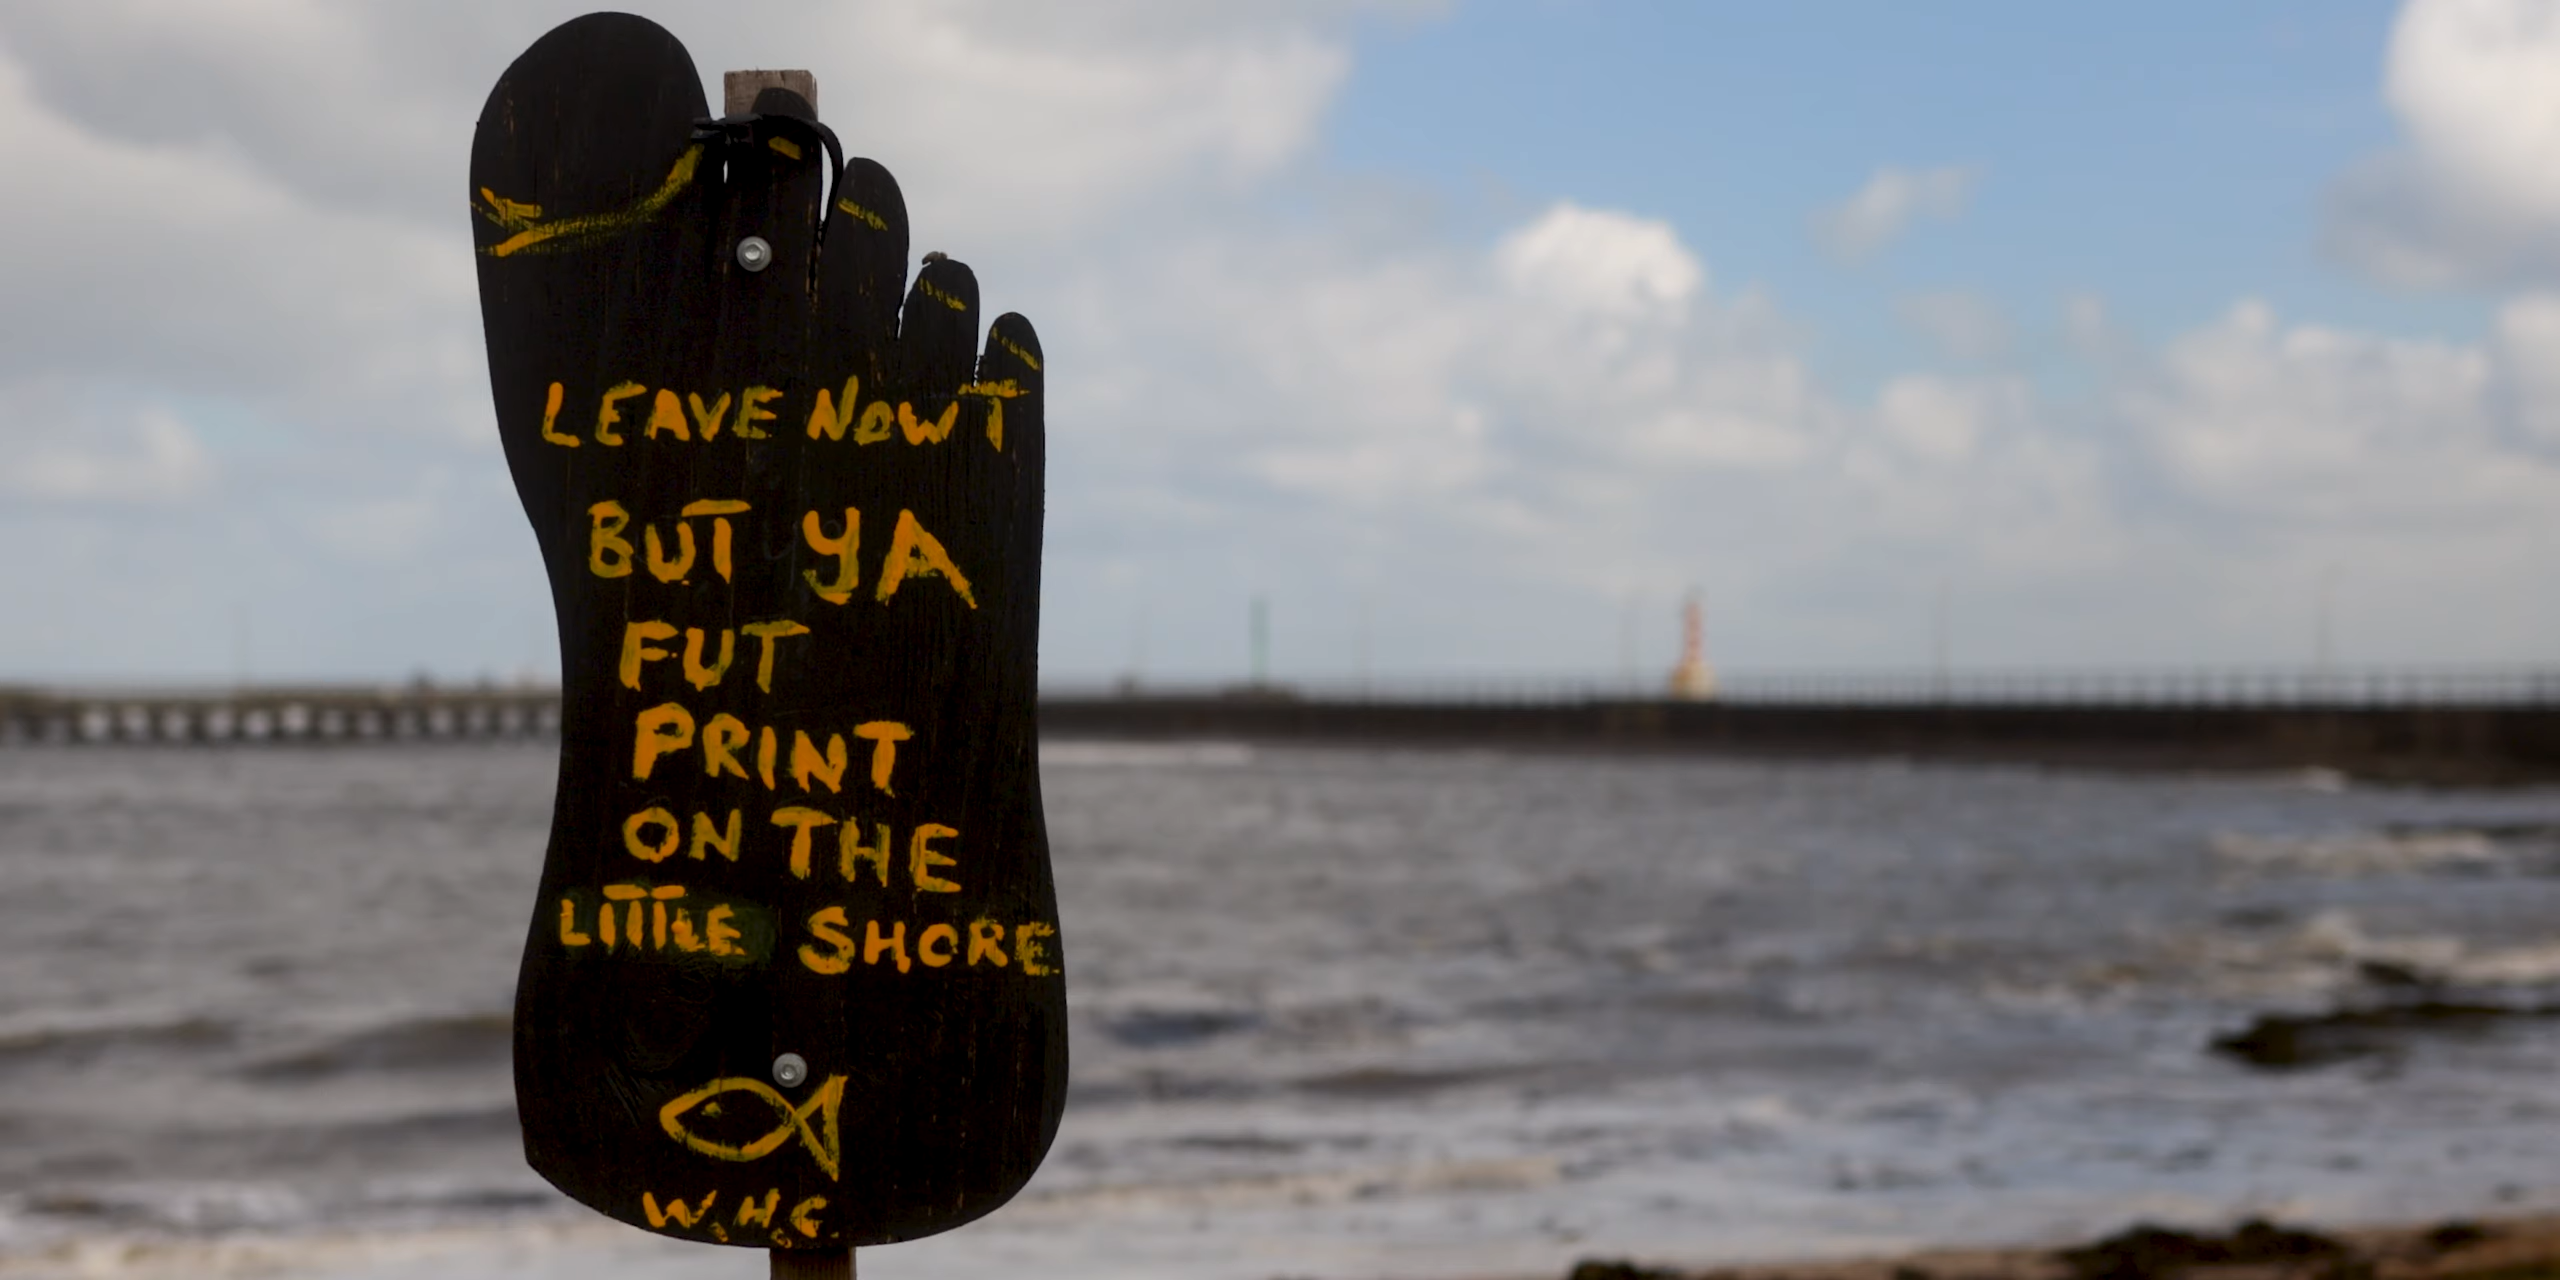 LEAVE NOWT
BUT YA
FUT
PRINT
ON THE
LITTLE SHORE
W.H.C.